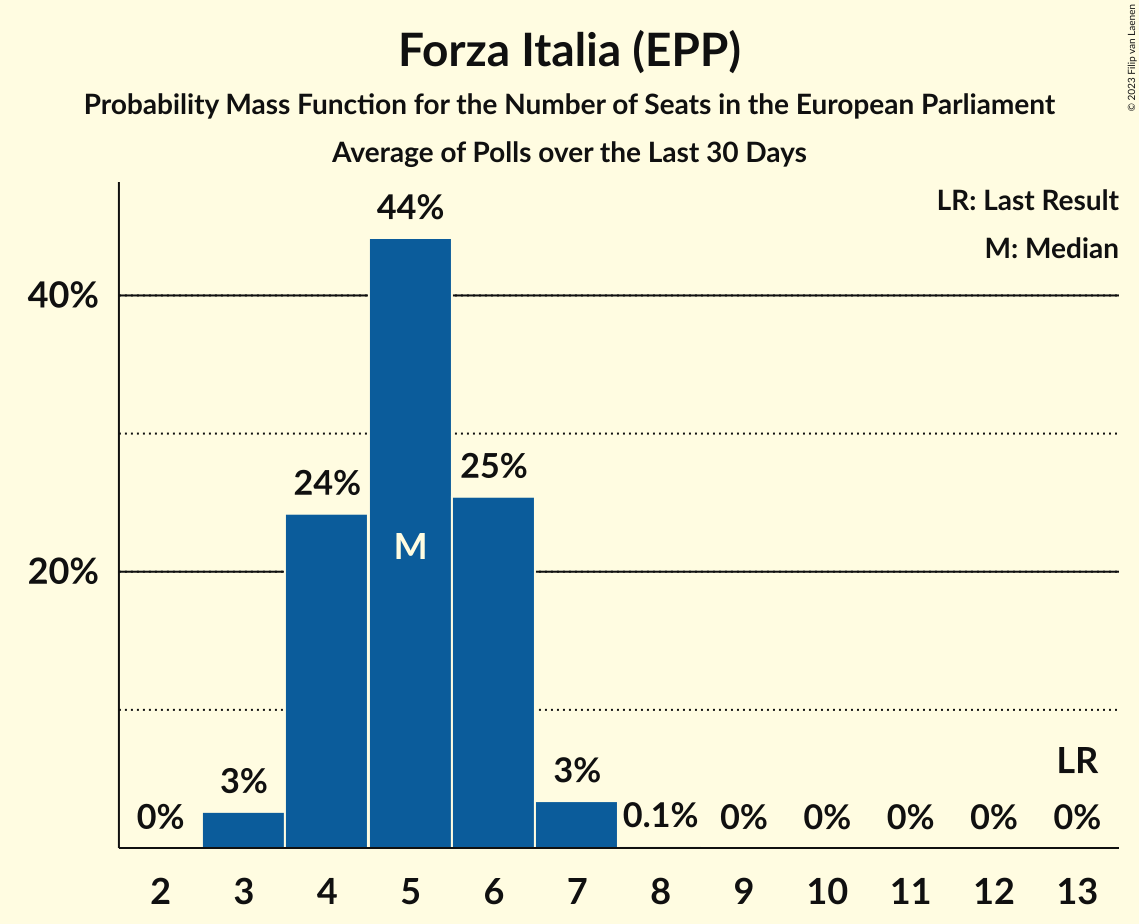 Forza Italia (EPP)
Probability Mass Function for the Number of Seats in the European Parliament
Average of Polls over the Last 30 Days
© 2023 Filip van Laenen
LR: Last Result
M: Median
44%
40%
25%
24%
M
20%
LR
3%
3%
0%
0.1%
0%
0%
0%
0%
0%
2 3 4 5 6 7 8 9 10 11 12 13